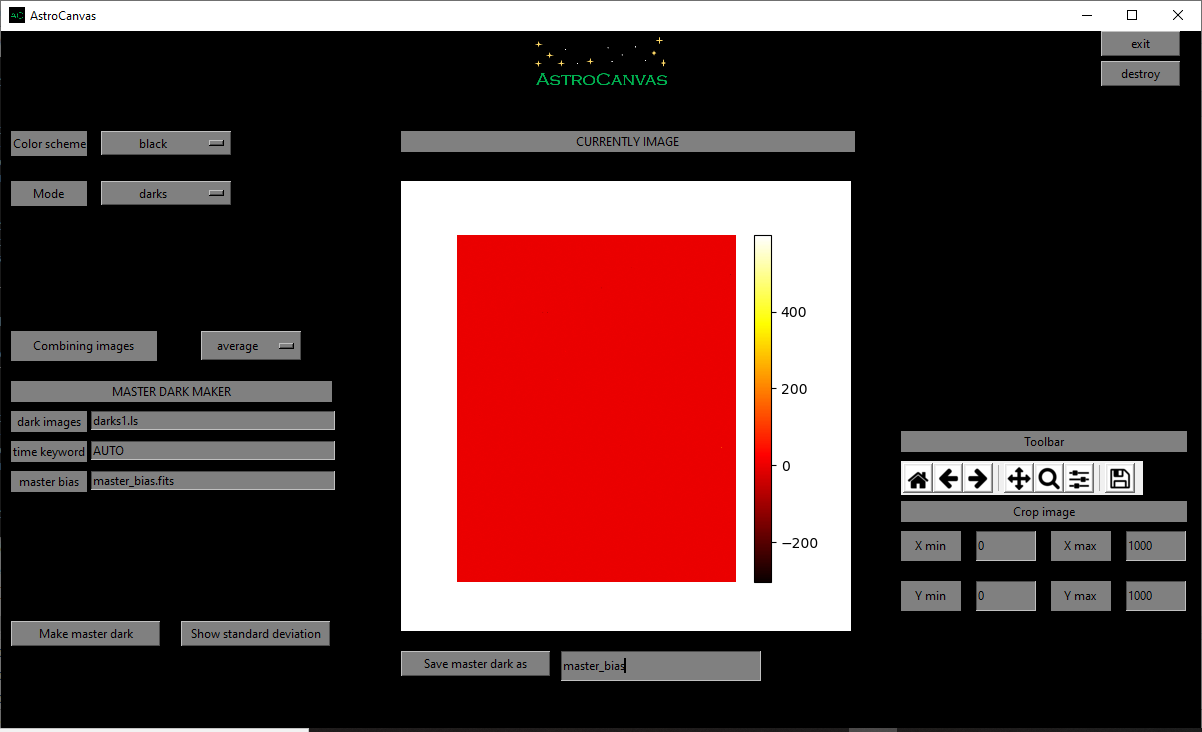 AC AstroCanvas
exit
destroy
ASTROCANVAS
Color scheme black
CURRENTLY IMAGE
Mode darks
400
200
0
−200
Combining images average
MASTER DARK MAKER
dark images darks1.ls
time keyword AUTO
master bias master_bias.fits
Make master dark Show standard deviation
Save master dark as master_bias
Toolbar
Crop image
X min 0 X max 1000
Y min 0 Y max 1000